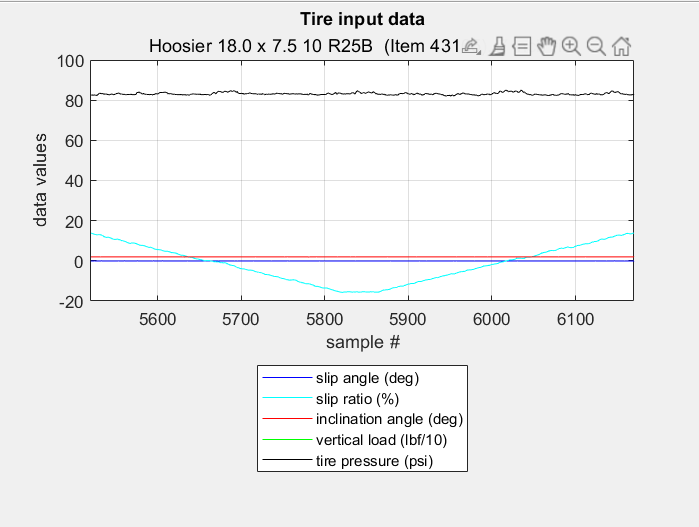 Tire input data
Hoosier 18.0 x 7.5 10 R25B (Item 431
100
80
60
40
20
0
-20
data values
5600 5700 5800 5900 6000 6100
sample #
slip angle (deg)
slip ratio (%)
inclination angle (deg)
vertical load (lbf/10)
tire pressure (psi)